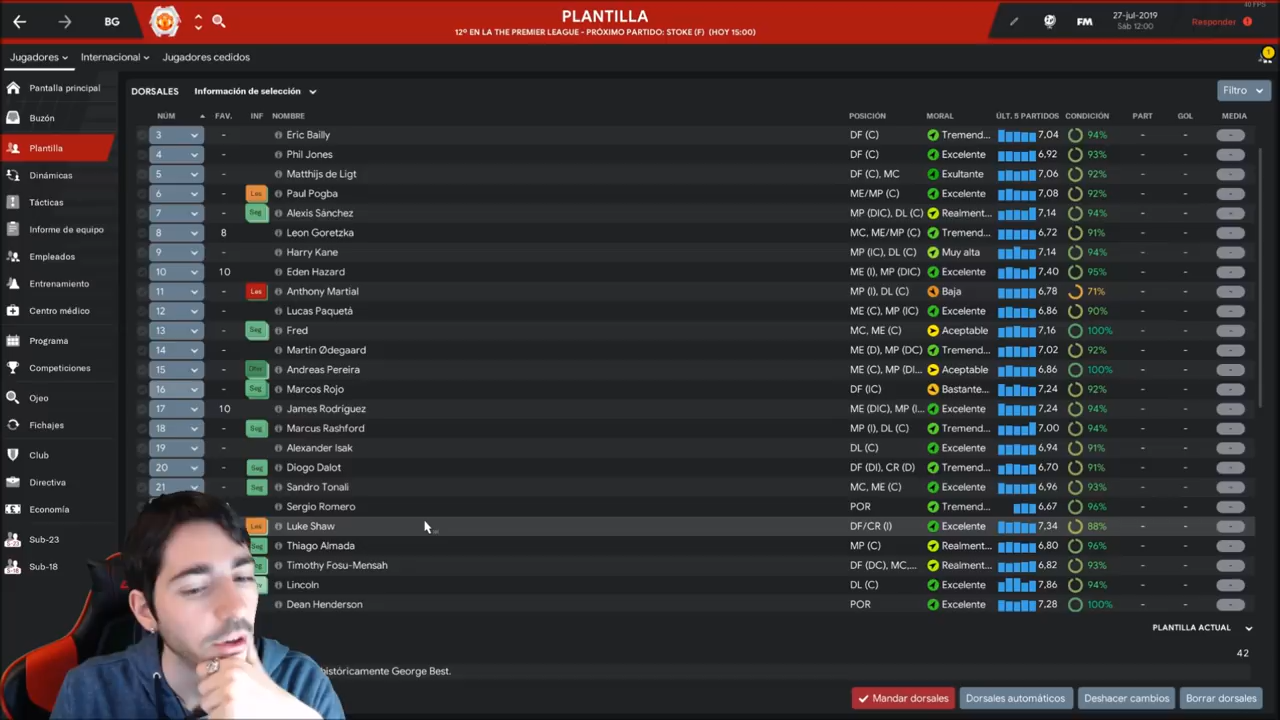 40 FPS
BG
PLANTILLA
12º EN LA THE PREMIER LEAGUE - PRÓXIMO PARTIDO: STOKE (F) (HOY 15:00)
FM
27-jul-2019
Sáb 12:00
Responder
Jugadores Internacional Jugadores cedidos
1
Pantalla principal
Buzón
Plantilla
Dinámicas
Tácticas
Informe de equipo
Empleados
Entrenamiento
Centro médico
Programa
Competiciones
Ojeo
Fichajes
Club
Directiva
Economía
Sub-23
Sub-18
DORSALES Información de selección Filtro
NÚM FAV. INF NOMBRE POSICIÓN MORAL ÚLT. 5 PARTIDOS CONDICIÓN PART GOL MEDIA
3 - Eric Bailly DF (C) Tremend... 7,04 94% - - -
4 - Phil Jones DF (C) Excelente 6,92 93% - - -
5 - Matthijs de Ligt DF (C), MC Exultante 7,06 92% - - -
6 - Les Paul Pogba ME/MP (C) Excelente 7,08 92% - - -
7 - Seg Alexis Sánchez MP (DIC), DL (C) Realment... 7,14 94% - - -
8 8 Leon Goretzka MC, ME/MP (C) Tremend... 6,72 91% - - -
9 - Harry Kane MP (IC), DL (C) Muy alta 7,14 94% - - -
10 10 Eden Hazard ME (I), MP (DIC) Excelente 7,40 95% - - -
11 - Les Anthony Martial MP (I), DL (C) Baja 6,78 71% - - -
12 - Lucas Paquetá ME (C), MP (IC) Excelente 6,86 90% - - -
13 - Seg Fred MC, ME (C) Aceptable 7,16 100% - - -
14 - Martin Ødegaard ME (D), MP (DC) Tremend... 7,02 92% - - -
15 - Andreas Pereira ME (C), MP (DI... Aceptable 6,86 100% - - -
16 - Seg Marcos Rojo DF (IC) Bastante... 7,24 92% - - -
17 10 James Rodríguez ME (DIC), MP (I... Excelente 7,24 94% - - -
18 - Seg Marcus Rashford MP (I), DL (C) Tremend... 7,00 94% - - -
19 - Alexander Isak DL (C) Excelente 6,94 91% - - -
20 - Seg Diogo Dalot DF (DI), CR (D) Tremend... 6,70 91% - - -
21 - Seg Sandro Tonali MC, ME (C) Excelente 6,96 93% - - -
Sergio Romero POR Tremend... 6,67 96% - - -
Les Luke Shaw DF/CR (I) Excelente 7,34 88% - - -
Seg Thiago Almada MP (C) Realment... 6,80 96% - - -
Timothy Fosu-Mensah DF (DC), MC,... Realment... 6,82 93% - - -
Lincoln DL (C) Excelente 7,86 94% - - -
Dean Henderson POR Excelente 7,28 100% - - -
PLANTILLA ACTUAL
42
históricamente George Best.
Mandar dorsales Dorsales automáticos Deshacer cambios Borrar dorsales